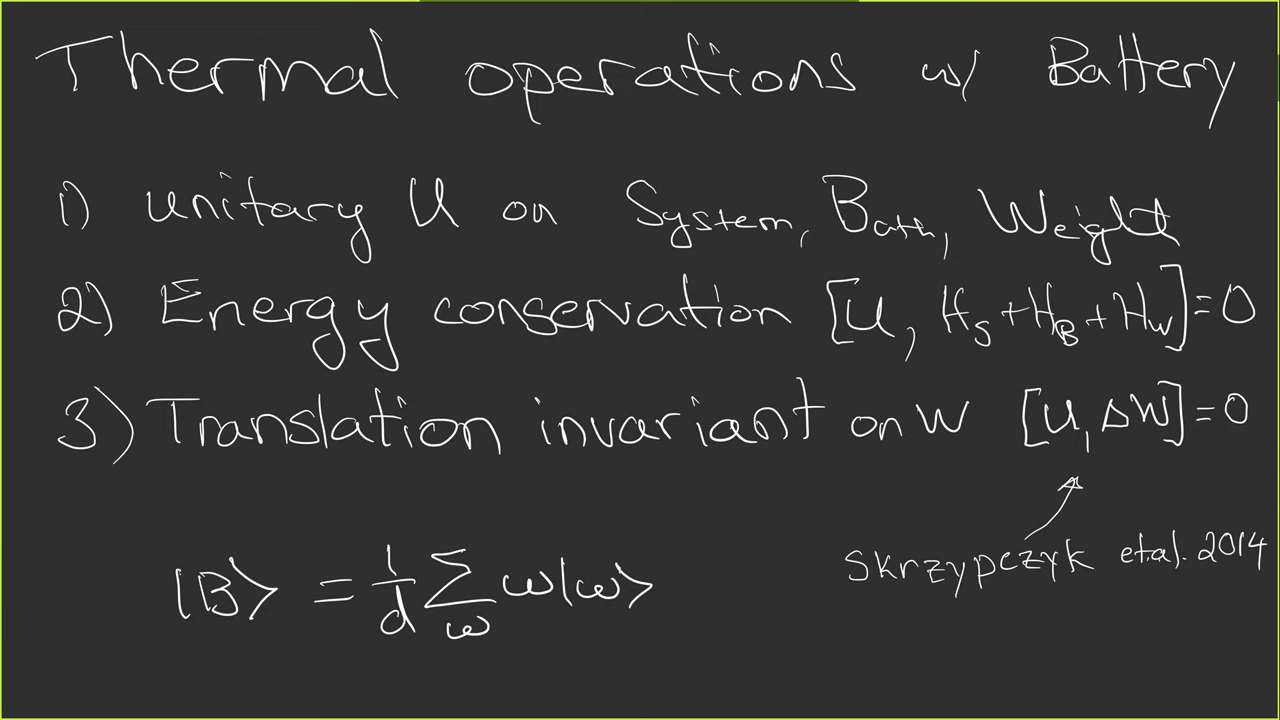 Thermal operations w/ Battery
1) unitary U on System, Bath, Weight
2) Energy conservation [U, H_S+H_B+H_W]=0
3) Translation invariant on W [U, ΔW]=0
Skrzypczyk et al. 2014
|B> = 1/d Σ_ω ω|ω>